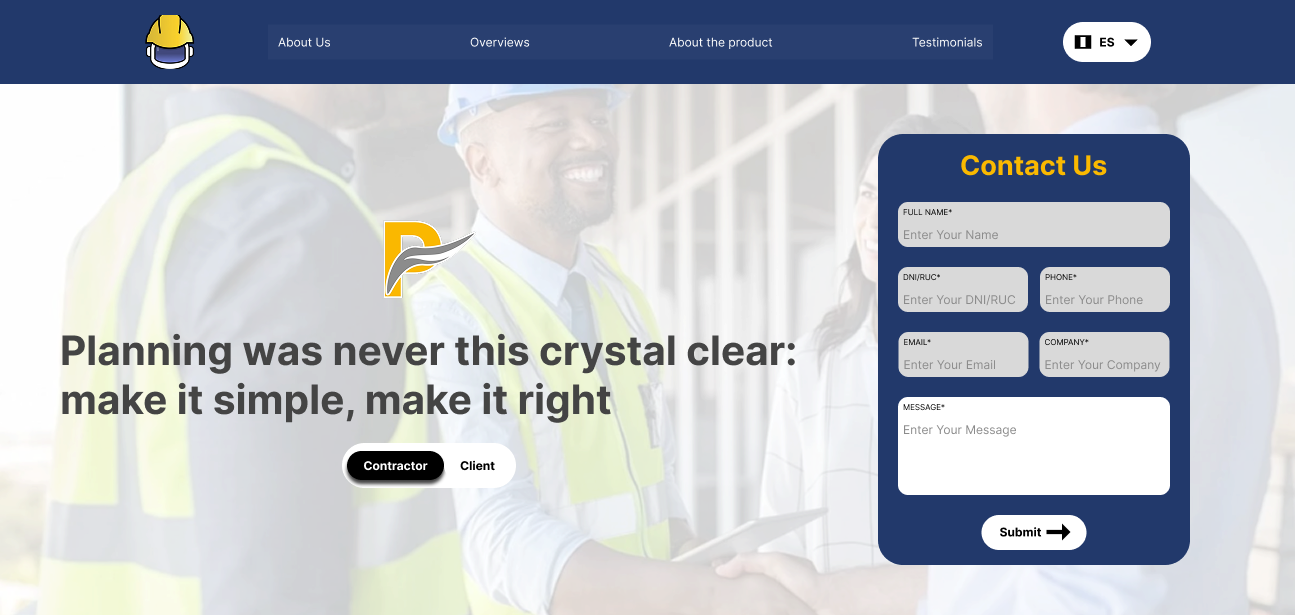 About Us
Overviews
About the product
Testimonials
ES
Contact Us
FULL NAME*
Enter Your Name
DNI/RUC*
Enter Your DNI/RUC
PHONE*
Enter Your Phone
EMAIL*
Enter Your Email
COMPANY*
Enter Your Company
MESSAGE*
Enter Your Message
Submit
P
Planning was never this crystal clear:
make it simple, make it right
Contractor
Client